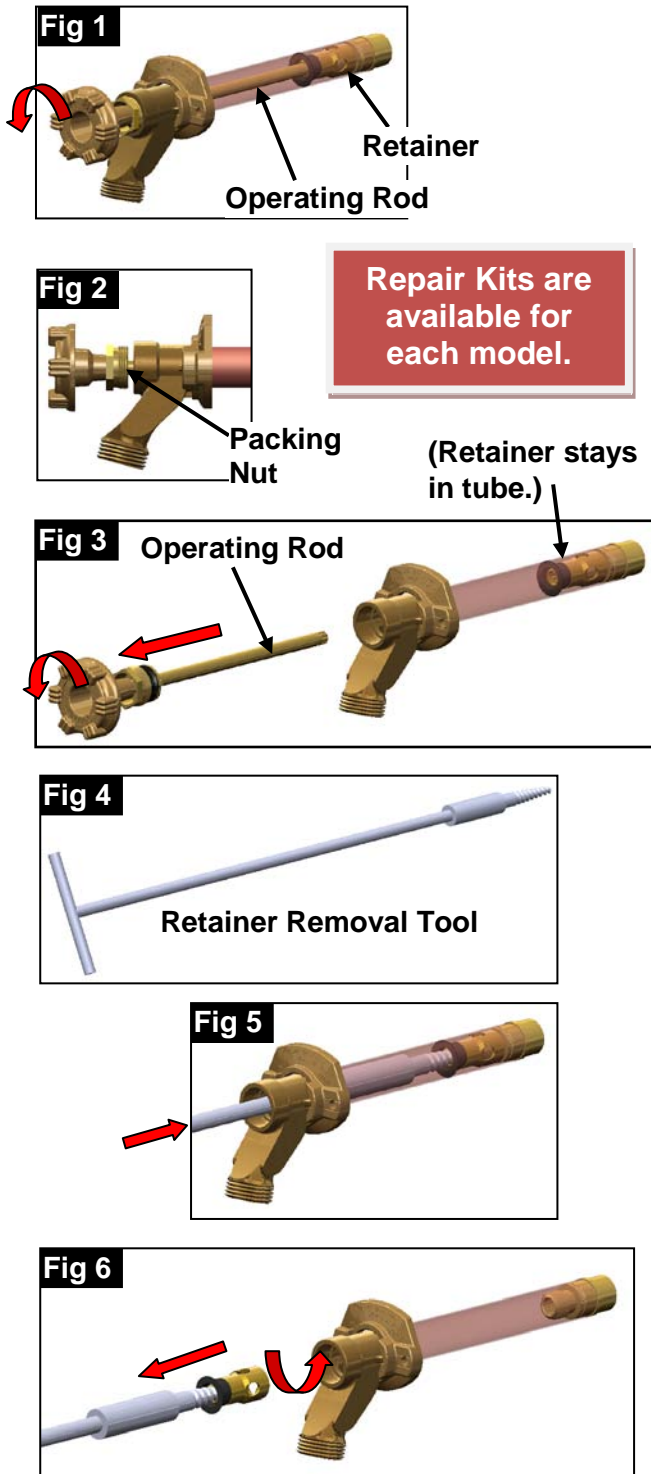 Fig 1
Retainer
Operating Rod
Fig 2
Repair Kits are
available for
each model.
Packing
Nut
(Retainer stays
in tube.)
Fig 3
Operating Rod
Fig 4
Retainer Removal Tool
Fig 5
Fig 6